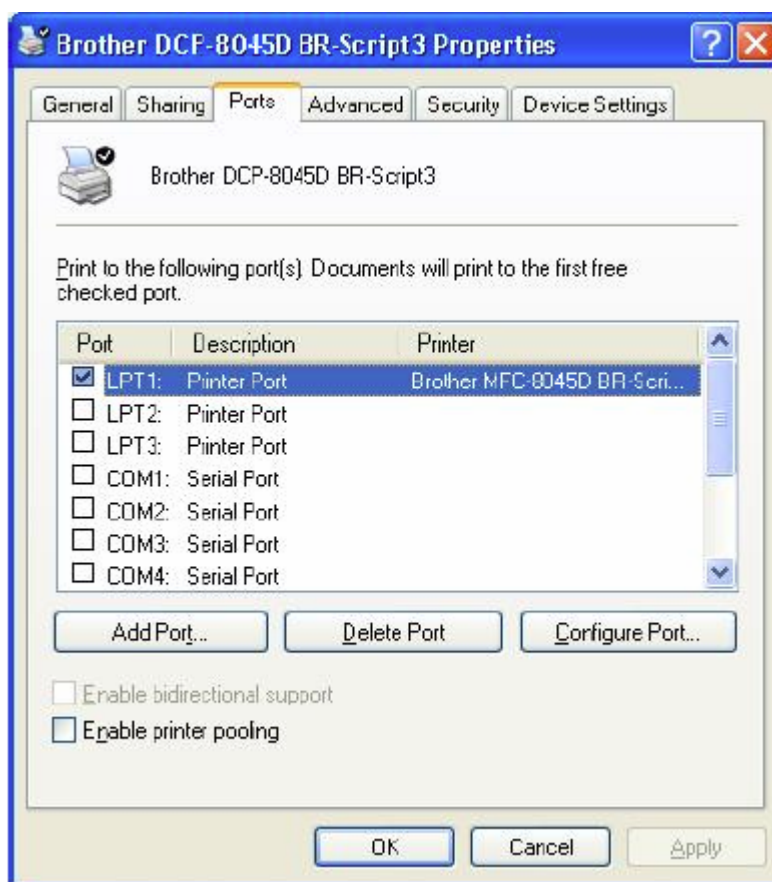 Brother DCP-8045D BR-Script3 Properties
General Sharing Ports Advanced Security Device Settings
Brother DCP-8045D BR-Script3
Print to the following port(s). Documents will print to the first free
checked port.
Port Description Printer
LPT1: Printer Port Brother MFC-8045D BR-Scri...
LPT2: Printer Port
LPT3: Printer Port
COM1: Serial Port
COM2: Serial Port
COM3: Serial Port
COM4: Serial Port
Add Port... Delete Port Configure Port...
Enable bidirectional support
Enable printer pooling
OK Cancel Apply